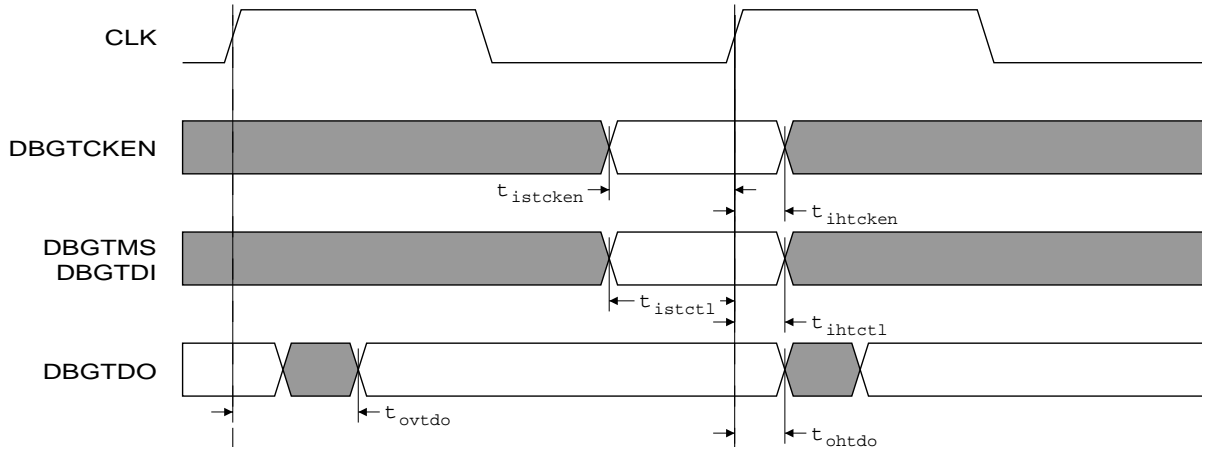 CLK
DBGTCKEN
t istcken
t ihtcken
DBGTMS
DBGTDI
t istctl
t ihtctl
DBGTDO
t ovtdo
t ohtdo